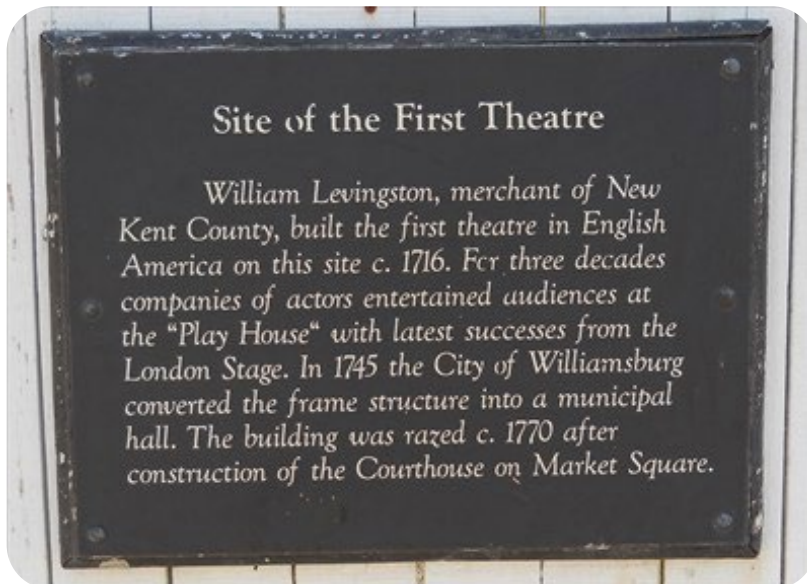 Site of the First Theatre
William Levingston, merchant of New
Kent County, built the first theatre in English
America on this site c. 1716. For three decades
companies of actors entertained audiences at
the “Play House“ with latest successes from the
London Stage. In 1745 the City of Williamsburg
converted the frame structure into a municipal
hall. The building was razed c. 1770 after
construction of the Courthouse on Market Square.